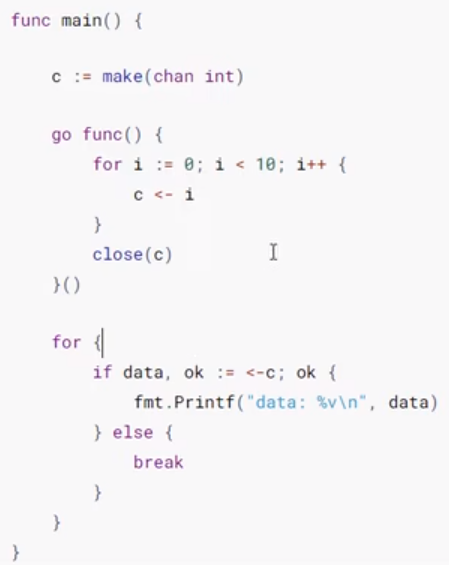 func main() {
    c := make(chan int)
    go func() {
        for i := 0; i < 10; i++ {
            c <- i
        }
        close(c)
    }()
    for {
        if data, ok := <-c; ok {
            fmt.Printf("data: %v\n", data)
        } else {
            break
        }
    }
}